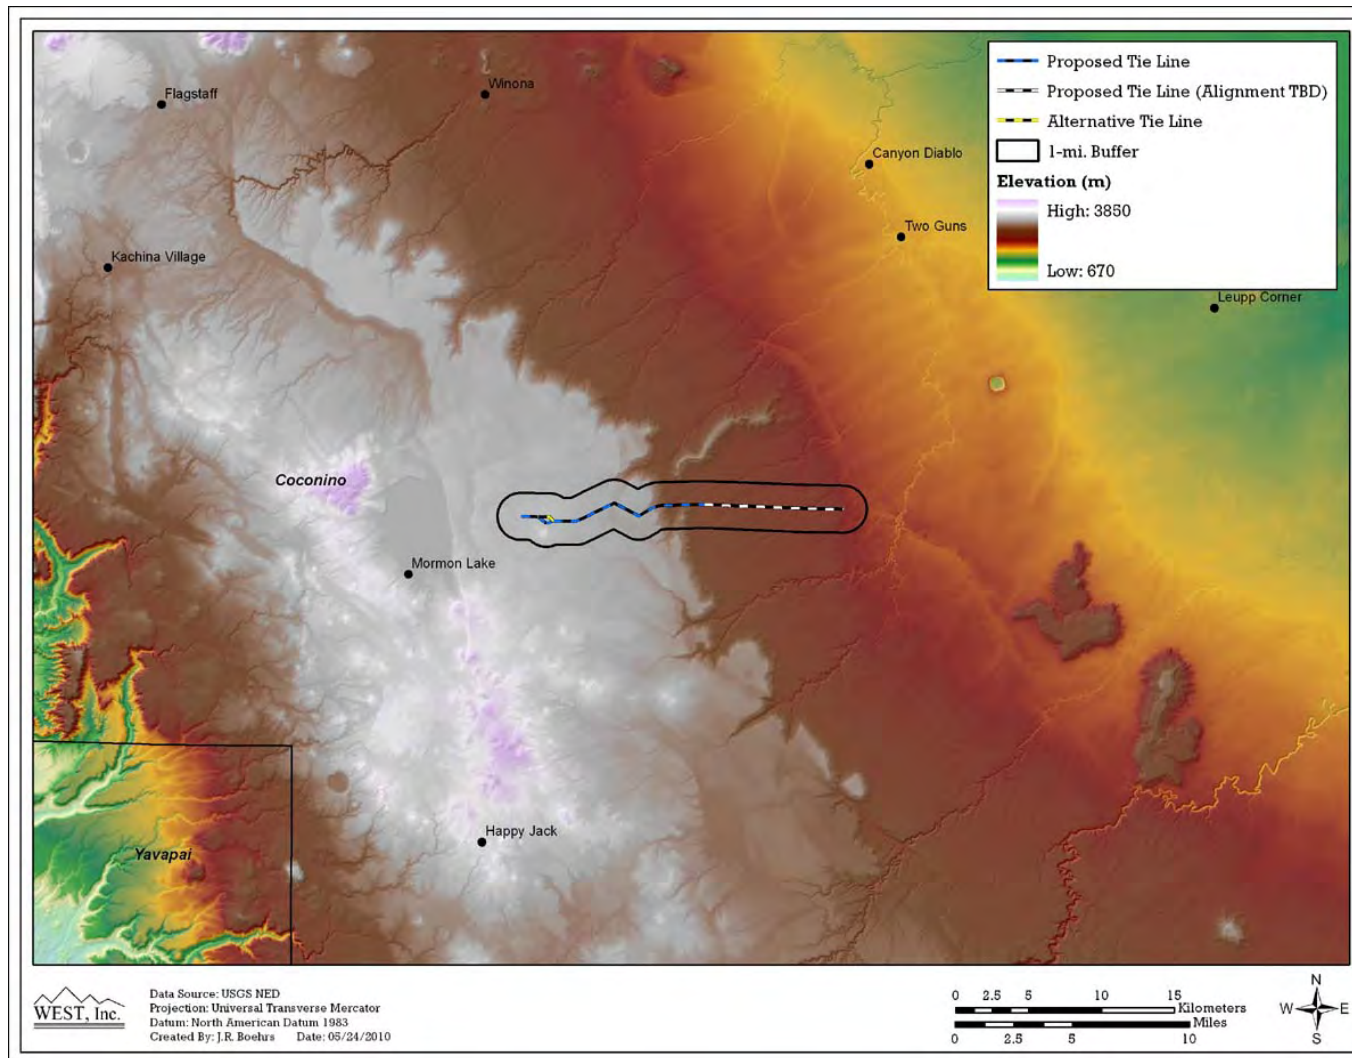 Proposed Tie Line
Proposed Tie Line (Alignment TBD)
Alternative Tie Line
1-mi. Buffer
Elevation (m)
High: 3850
Low: 670
Flagstaff
Winona
Canyon Diablo
Two Guns
Kachina Village
Leupp Corner
Coconino
Mormon Lake
Happy Jack
Yavapai
WEST, Inc.
Data Source: USGS NED
Projection: Universal Transverse Mercator
Datum: North American Datum 1983
Created By: J.R. Boehrs Date: 05/24/2010
0 2.5 5 10 15
Kilometers
Miles
0 2.5 5 10
N
W E
S